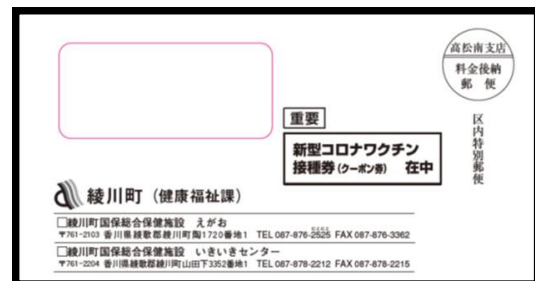 高松南支店
料金後納
郵便
区内特別郵便
重要
新型コロナワクチン
接種券(クーポン券) 在中
綾川町(健康福祉課)
□綾川町国保総合保健施設 えがお
〒761-2103 香川県綾歌郡綾川町陶1720番地1 TEL 087-876-2525 FAX 087-876-3362
□綾川町国保総合保健施設 いきいきセンター
〒761-2204 香川県綾歌郡綾川町山田下3352番地1 TEL 087-878-2212 FAX 087-878-2215